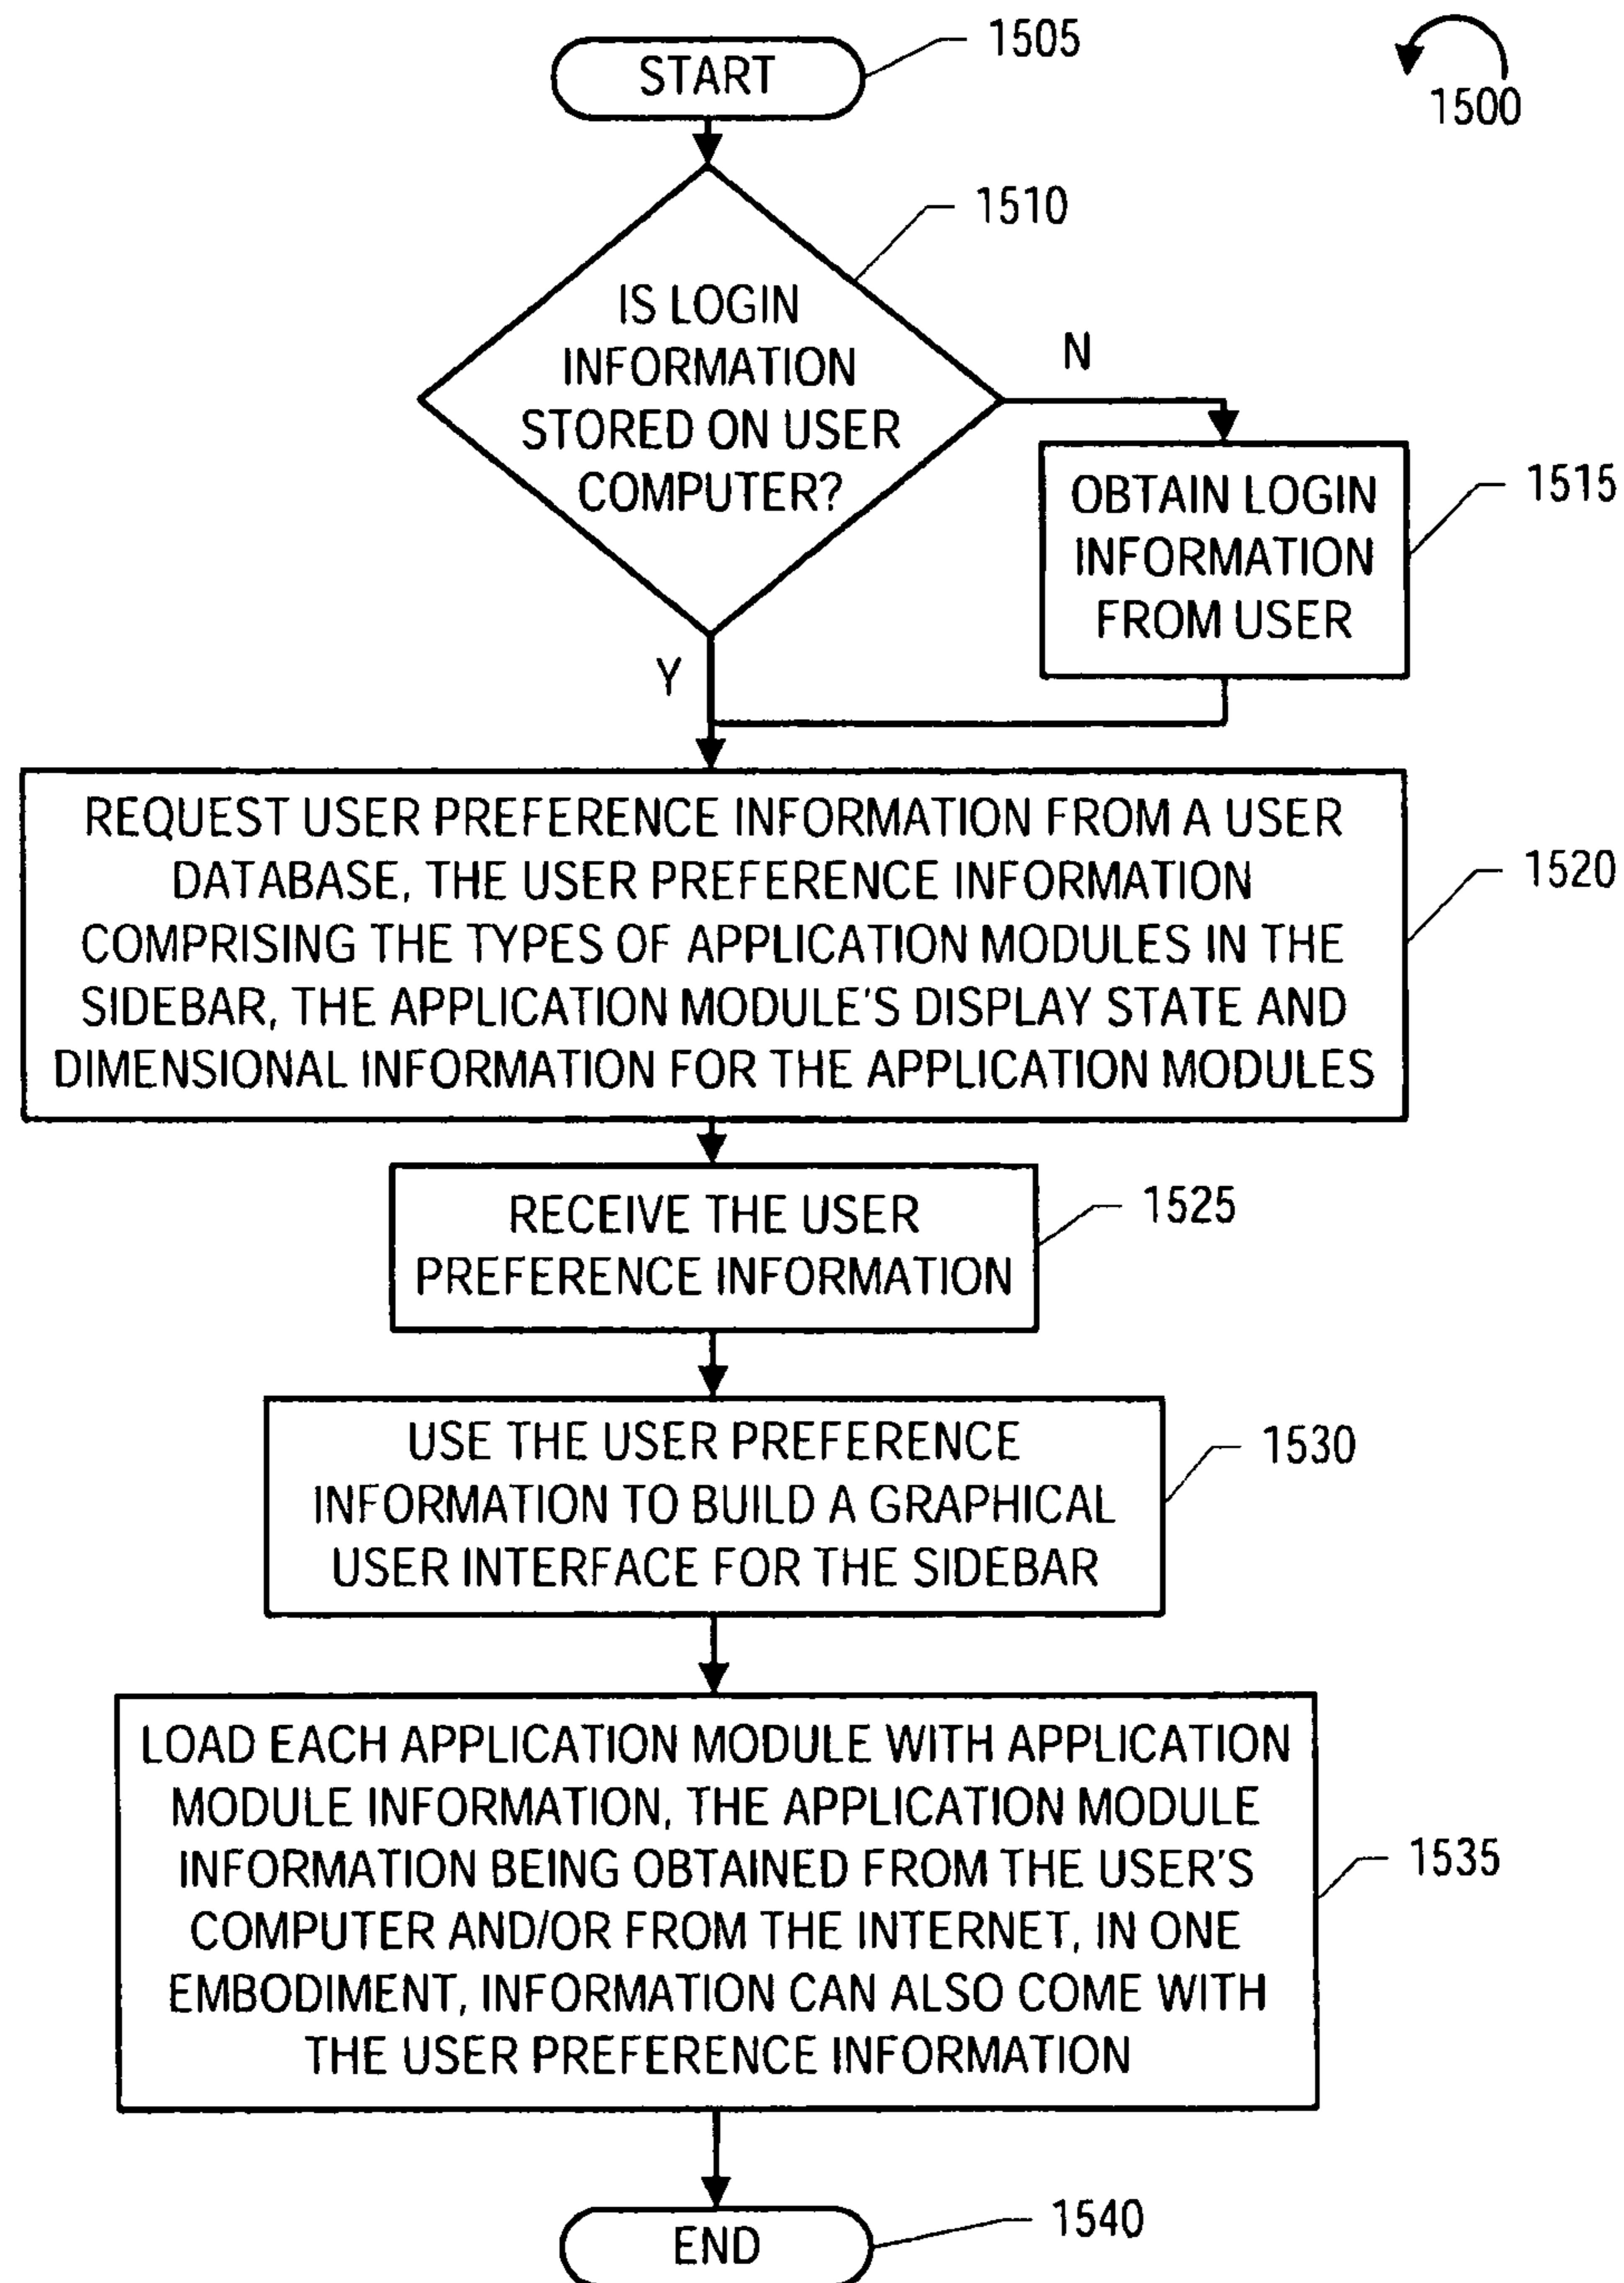 START
1505
1500
1510
IS LOGIN
INFORMATION
STORED ON USER
COMPUTER?
N
OBTAIN LOGIN
INFORMATION
FROM USER
1515
Y
REQUEST USER PREFERENCE INFORMATION FROM A USER
DATABASE, THE USER PREFERENCE INFORMATION
COMPRISING THE TYPES OF APPLICATION MODULES IN THE
SIDEBAR, THE APPLICATION MODULE'S DISPLAY STATE AND
DIMENSIONAL INFORMATION FOR THE APPLICATION MODULES
1520
RECEIVE THE USER
PREFERENCE INFORMATION
1525
USE THE USER PREFERENCE
INFORMATION TO BUILD A GRAPHICAL
USER INTERFACE FOR THE SIDEBAR
1530
LOAD EACH APPLICATION MODULE WITH APPLICATION
MODULE INFORMATION, THE APPLICATION MODULE
INFORMATION BEING OBTAINED FROM THE USER'S
COMPUTER AND/OR FROM THE INTERNET, IN ONE
EMBODIMENT, INFORMATION CAN ALSO COME WITH
THE USER PREFERENCE INFORMATION
1535
END
1540